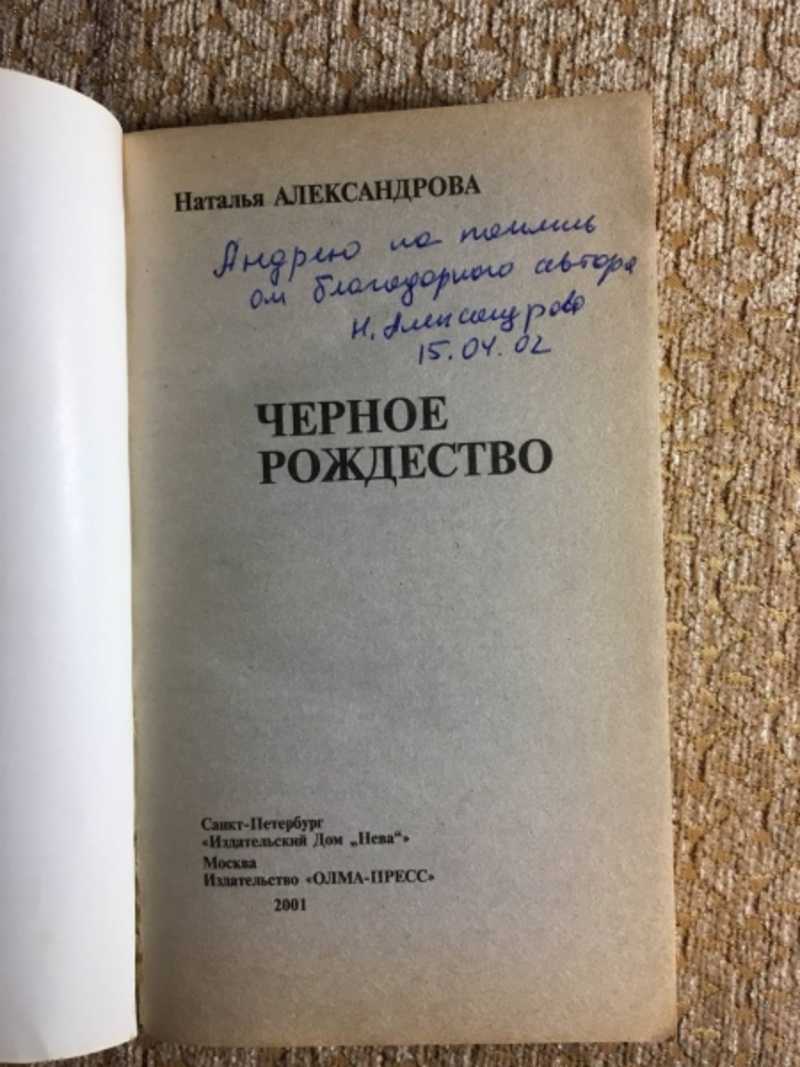 Наталья АЛЕКСАНДРОВА
Андрею на память
от благодарного автора
Н. Александрова
15.04.02
ЧЕРНОЕ
РОЖДЕСТВО
Санкт-Петербург
«Издательский Дом „Нева“»
Москва
Издательство «ОЛМА-ПРЕСС»
2001